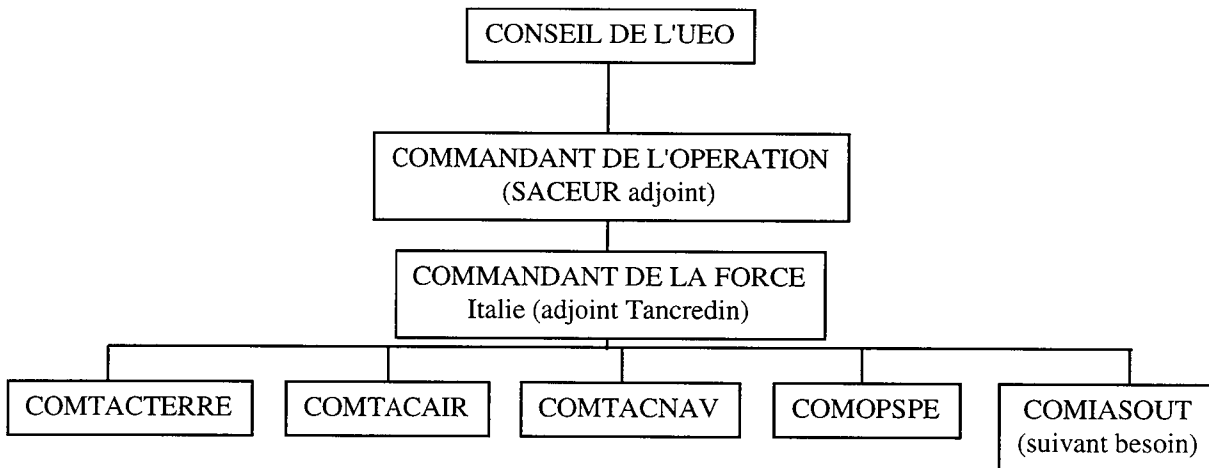 CONSEIL DE L'UEO
COMMANDANT DE L'OPERATION
(SACEUR adjoint)
COMMANDANT DE LA FORCE
Italie (adjoint Tancredin)
COMTACTERRE
COMTACAIR
COMTACNAV
COMOPSPE
COMIASOUT
(suivant besoin)